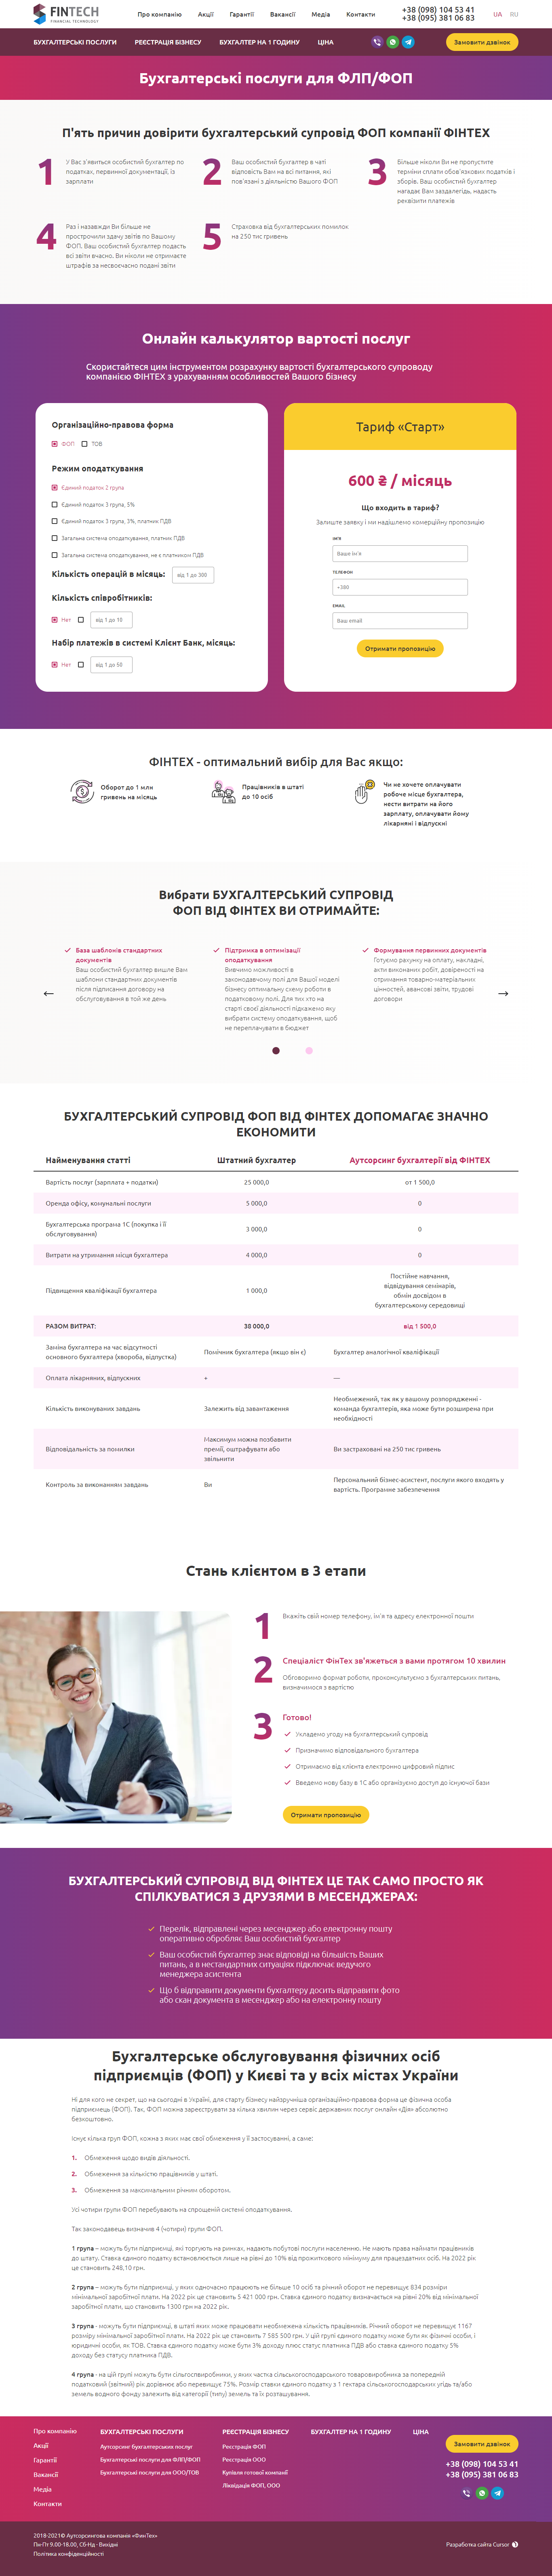 FINTECH
FINANCIAL TECHNOLOGY
Про компанію
Акції
Гарантії
Вакансії
Медіа
Контакти
+38 (098) 104 53 41
+38 (095) 381 06 83
UA
RU
БУХГАЛТЕРСЬКІ ПОСЛУГИ
РЕЄСТРАЦІЯ БІЗНЕСУ
БУХГАЛТЕР НА 1 ГОДИНУ
ЦІНА
Замовити дзвінок
Бухгалтерські послуги для ФЛП/ФОП
П'ять причин довірити бухгалтерський супровід ФОП компанії ФІНТЕХ
1
У Вас з'явиться особистий бухгалтер по
податках, первинної документації, із
зарплати
2
Ваш особистий бухгалтер в чаті
відповість Вам на всі питання, які
пов'язані з діяльністю Вашого ФОП
3
Більше ніколи Ви не пропустите
терміни сплати обов'язкових податків і
зборів. Ваш особистий бухгалтер
нагадає Вам заздалегідь, надасть
реквізити платежів
4
Раз і назавжди Ви більше не
прострочили здачу звітів по Вашому
ФОП. Ваш особистий бухгалтер подасть
всі звіти вчасно. Ви ніколи не отримаєте
штрафів за несвоєчасно подані звіти
5
Страховка від бухгалтерських помилок
на 250 тис гривень
Онлайн калькулятор вартості послуг
Скористайтеся цим інструментом розрахунку вартості бухгалтерського супроводу
компанією ФІНТЕХ з урахуванням особливостей Вашого бізнесу
Організаційно-правова форма
ФОП
ТОВ
Режим оподаткування
Єдиний податок 2 група
Єдиний податок 3 група, 5%
Єдиний податок 3 група, 3%, платник ПДВ
Загальна система оподаткування, платник ПДВ
Загальна система оподаткування, не є платником ПДВ
Кількість операцій в місяць:
від 1 до 300
Кількість співробітників:
Нет
від 1 до 10
Набір платежів в системі Клієнт Банк, місяць:
Нет
від 1 до 50
Тариф «Старт»
600 ₴ / місяць
Що входить в тариф?
Залиште заявку і ми надішлемо комерційну пропозицію
ІМ'Я
Ваше ім'я
ТЕЛЕФОН
+380
EMAIL
Ваш email
Отримати пропозицію
ФІНТЕХ - оптимальний вибір для Вас якщо:
Оборот до 1 млн
гривень на місяць
Працівників в штаті
до 10 осіб
Чи не хочете оплачувати
робоче місце бухгалтера,
нести витрати на його
зарплату, оплачувати йому
лікарняні і відпускні
Вибрати БУХГАЛТЕРСЬКИЙ СУПРОВІД
ФОП ВІД ФІНТЕХ ВИ ОТРИМАЙТЕ:
База шаблонів стандартних
документів
Ваш особистий бухгалтер вишле Вам
шаблони стандартних документів
після підписання договору на
обслуговування в той же день
Підтримка в оптимізації
оподаткування
Вивчимо можливості в
законодавчому полі для Вашої моделі
бізнесу оптимальну схему роботи в
податковому полі. Для тих хто на
старті своєї діяльності підкажемо яку
вибрати систему оподаткування, щоб
не переплачувати в бюджет
Формування первинних документів
Готуємо рахунку на оплату, накладні,
акти виконаних робіт, довіреності на
отримання товарно-матеріальних
цінностей, авансові звіти, трудові
договори
БУХГАЛТЕРСЬКИЙ СУПРОВІД ФОП ВІД ФІНТЕХ ДОПОМАГАЄ ЗНАЧНО
ЕКОНОМИТИ
Найменування статті
Штатний бухгалтер
Аутсорсинг бухгалтерії від ФІНТЕХ
Вартість послуг (зарплата + податки)
25 000,0
от 1 500,0
Оренда офісу, комунальні послуги
5 000,0
0
Бухгалтерська програма 1С (покупка і її
обслуговування)
3 000,0
0
Витрати на утримання місця бухгалтера
4 000,0
0
Підвищення кваліфікації бухгалтера
1 000,0
Постійне навчання,
відвідування семінарів,
обмін досвідом в
бухгалтерському середовищі
РАЗОМ ВИТРАТ:
38 000,0
від 1 500,0
Заміна бухгалтера на час відсутності
основного бухгалтера (хвороба, відпустка)
Помічник бухгалтера (якщо він є)
Бухгалтер аналогічної кваліфікації
Оплата лікарняних, відпускних
+
—
Кількість виконуваних завдань
Залежить від завантаження
Необмежений, так як у вашому розпорядженні -
команда бухгалтерів, яка може бути розширена при
необхідності
Відповідальність за помилки
Максимум можна позбавити
премії, оштрафувати або
звільнити
Ви застраховані на 250 тис гривень
Контроль за виконанням завдань
Ви
Персональний бізнес-асистент, послуги якого входять у
вартість. Програмне забезпечення
Стань клієнтом в 3 етапи
1
Вкажіть свій номер телефону, ім'я та адресу електронної пошти
2
Спеціаліст ФінТех зв'яжеться з вами протягом 10 хвилин
Обговоримо формат роботи, проконсультуємо з бухгалтерських питань,
визначимося з вартістю
3
Готово!
Укладемо угоду на бухгалтерський супровід
Призначимо відповідального бухгалтера
Отримаємо від клієнта електронно цифровий підпис
Введемо нову базу в 1С або організуємо доступ до існуючої бази
Отримати пропозицію
БУХГАЛТЕРСЬКИЙ СУПРОВІД ВІД ФІНТЕХ ЦЕ ТАК САМО ПРОСТО ЯК
СПІЛКУВАТИСЯ З ДРУЗЯМИ В МЕСЕНДЖЕРАХ:
Перелік, відправлені через месенджер або електронну пошту
оперативно обробляє Ваш особистий бухгалтер
Ваш особистий бухгалтер знає відповіді на більшість Ваших
питань, а в нестандартних ситуаціях підключає ведучого
менеджера асистента
Що б відправити документи бухгалтеру досить відправити фото
або скан документа в месенджер або на електронну пошту
Бухгалтерське обслуговування фізичних осіб
підприємців (ФОП) у Києві та у всіх містах України
Ні для кого не секрет, що на сьогодні в Україні, для старту бізнесу найзручніша організаційно-правова форма це фізична особа
підприємець (ФОП). Так. ФОП можна зареєструвати за кілька хвилин через сервіс державних послуг онлайн «Дія» абсолютно
безкоштовно.
Існує кілька груп ФОП, кожна з яких має свої обмеження у її застосуванні, а саме:
1. Обмеження щодо видів діяльності.
2. Обмеження за кількістю працівників у штаті.
3. Обмеження за максимальним річним оборотом.
Усі чотири групи ФОП перебувають на спрощеній системі оподаткування.
Так законодавець визначив 4 (чотири) групи ФОП.
1 група – можуть бути підприємці, які торгують на ринках, надають побутові послуги населенню. Не мають права наймати працівників
до штату. Ставка єдиного податку встановлюється лише на рівні до 10% від прожиткового мінімуму для працездатних осіб. На 2022 рік
це становить 248,10 грн.
2 група – можуть бути підприємці, у яких одночасно працюють не більше 10 осіб та річний оборот не перевищує 834 розміри
мінімальної заробітної плати. На 2022 рік це становить 5 421 000 грн. Ставка єдиного податку визначається на рівні 20% від мінімальної
заробітної плати, що становить 1300 грн на 2022 рік.
3 група - можуть бути підприємці, в штаті яких може працювати необмежена кількість працівників. Річний оборот не перевищує 1167
розміру мінімальної заробітної плати. На 2022 рік це становить 7 585 500 грн. У цій групі єдиного податку може бути як фізичні особи, і
юридичні особи, як ТОВ. Ставка єдиного податку може бути 3% доходу плюс статус платника ПДВ або ставка єдиного податку 5%
доходу без статусу платника ПДВ.
4 група - на цій групі можуть бути сільгоспвиробники, у яких частка сільськогосподарського товаровиробника за попередній
податковий (звітний) рік дорівнює або перевищує 75%. Розмір ставки єдиного податку з 1 гектара сільськогосподарських угідь та/або
земель водного фонду залежить від категорії (типу) земель та їх розташування.
Про компанію
Акції
Гарантії
Вакансії
Медіа
Контакти
БУХГАЛТЕРСЬКІ ПОСЛУГИ
Аутсорсинг бухгалтерських послуг
Бухгалтерські послуги для ФЛП/ФОП
Бухгалтерські послуги для ООО/ТОВ
РЕЄСТРАЦІЯ БІЗНЕСУ
Реєстрація ФОП
Реєстрація ООО
Купівля готової компанії
Ліквідація ФОП, ООО
БУХГАЛТЕР НА 1 ГОДИНУ
ЦІНА
Замовити дзвінок
+38 (098) 104 53 41
+38 (095) 381 06 83
2018-2021© Аутсорсингова компанія «ФинТех»
Пн-Пт 9.00-18.00, Сб-Нд - Вихідні
Політика конфіденційності
Разработка сайта Cursor